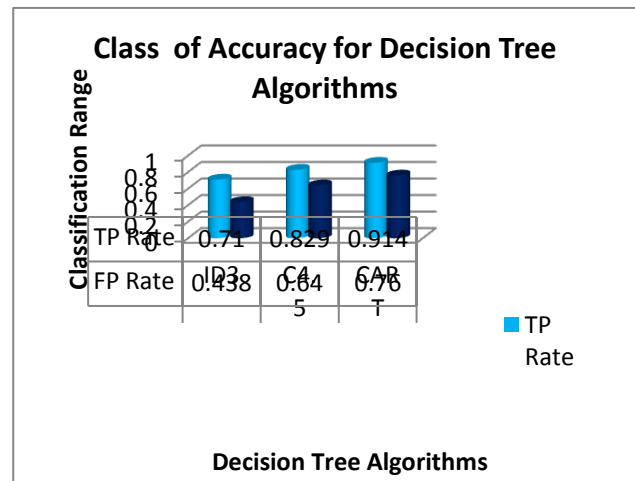 Class of Accuracy for Decision Tree
Algorithms
Classification Range
1
0.8
0.6
0.4
0.2
0
ID3
C4
5
CAR
T
TP Rate 0.71 0.829 0.914
FP Rate 0.438 0.645 0.76
TP
Rate
Decision Tree Algorithms